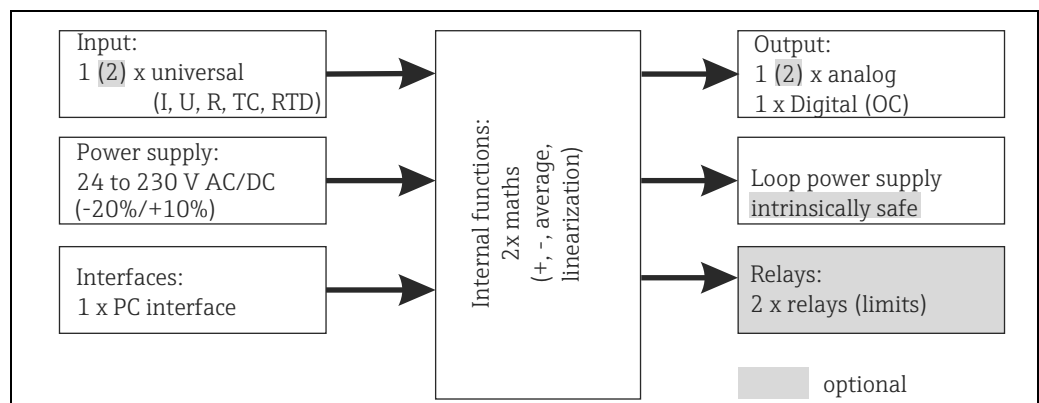 Input:
1 (2) x universal
(I, U, R, TC, RTD)
Power supply:
24 to 230 V AC/DC
(-20%/+10%)
Interfaces:
1 x PC interface
Internal functions:
2x maths
(+, -, average,
linearization)
Output:
1 (2) x analog
1 x Digital (OC)
Loop power supply
intrinsically safe
Relays:
2 x relays (limits)
optional